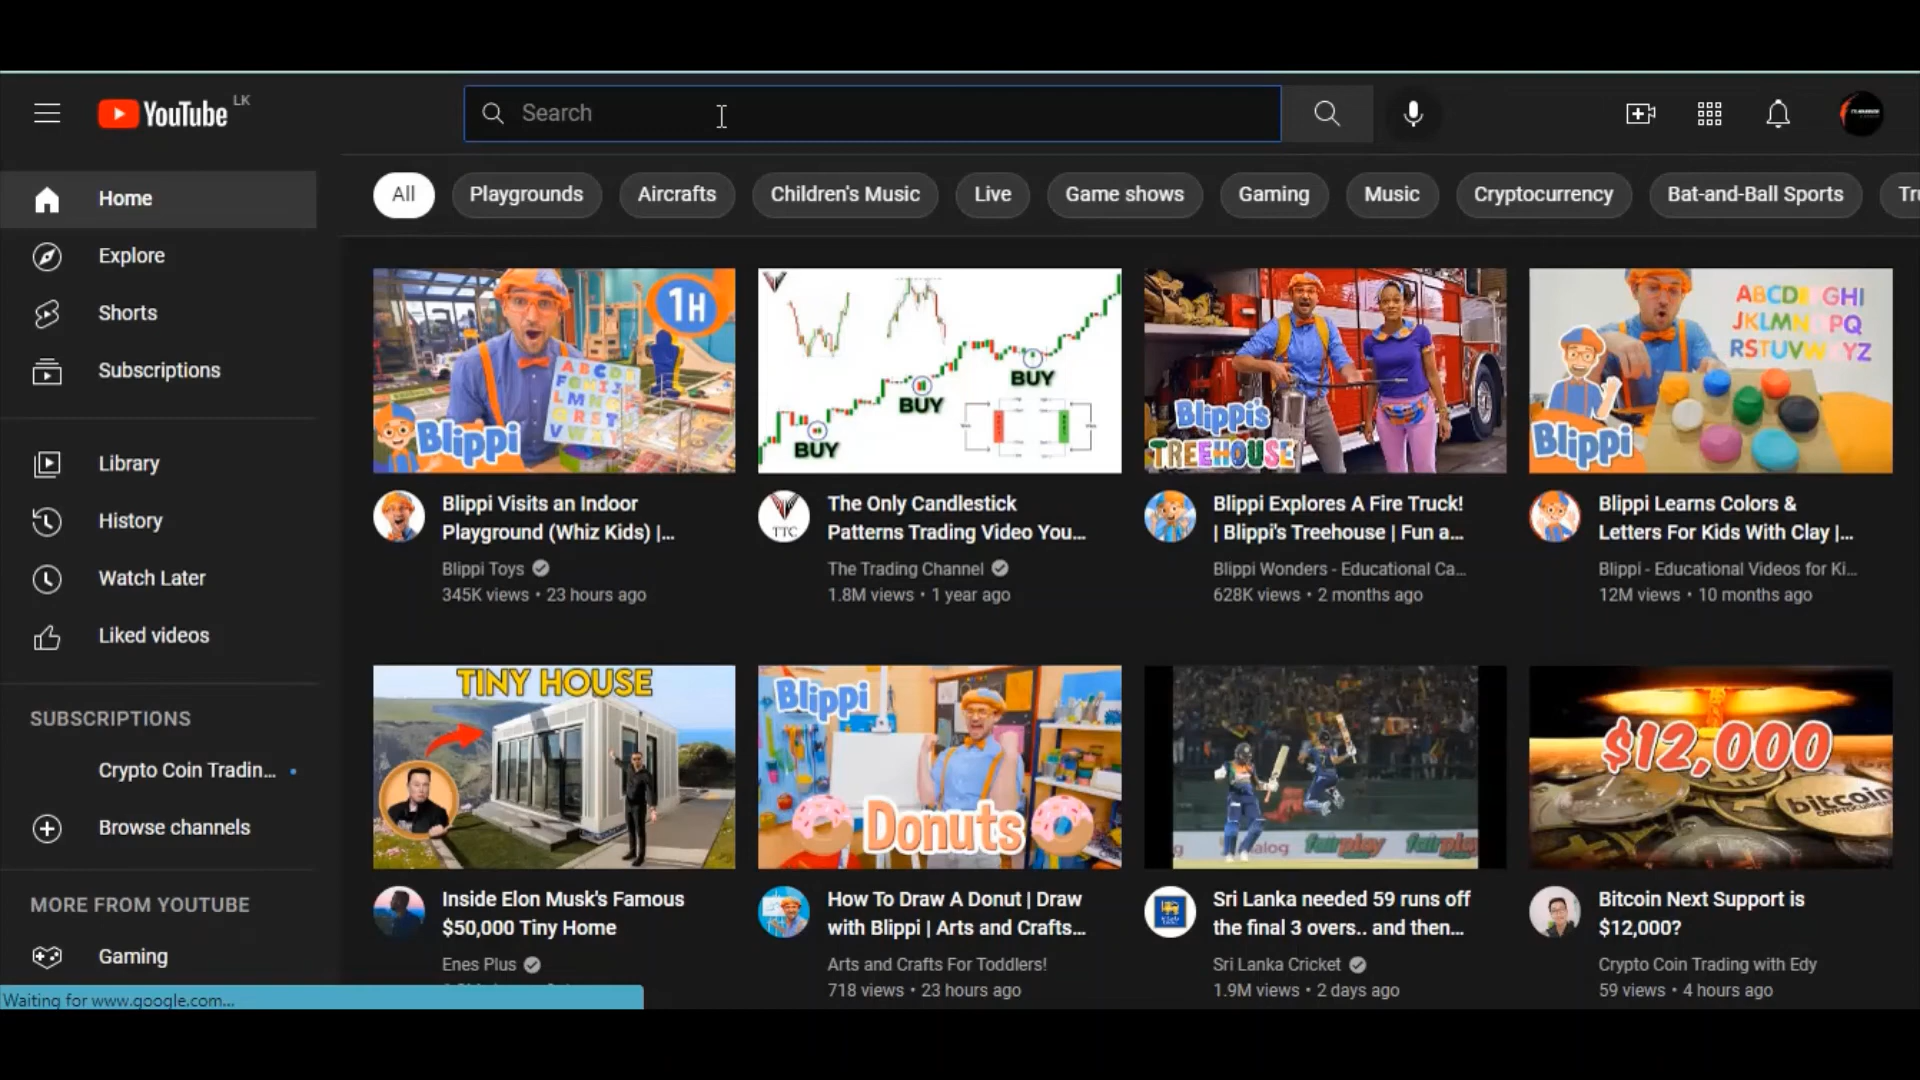 YouTube LK
Search
Home
Explore
Shorts
Subscriptions
Library
History
Watch Later
Liked videos
SUBSCRIPTIONS
Crypto Coin Tradin...
Browse channels
MORE FROM YOUTUBE
Gaming
Waiting for www.google.com...
All Playgrounds Aircrafts Children's Music Live Game shows Gaming Music Cryptocurrency Bat-and-Ball Sports
1H
Blippi
BUY
BUY
BUY
Blippi's
TREEHOUSE
Blippi
Blippi Visits an Indoor
Playground (Whiz Kids) |...
Blippi Toys
345K views • 23 hours ago
TTC
The Only Candlestick
Patterns Trading Video You...
The Trading Channel
1.8M views • 1 year ago
Blippi Explores A Fire Truck!
| Blippi's Treehouse | Fun a...
Blippi Wonders - Educational Ca...
628K views • 2 months ago
Blippi Learns Colors &
Letters For Kids With Clay |...
Blippi - Educational Videos for Ki...
12M views • 10 months ago
TINY HOUSE
Blippi
Donuts
fairplay
$12,000
bitcoin
Inside Elon Musk's Famous
$50,000 Tiny Home
Enes Plus
How To Draw A Donut | Draw
with Blippi | Arts and Crafts...
Arts and Crafts For Toddlers!
718 views • 23 hours ago
Sri Lanka needed 59 runs off
the final 3 overs.. and then...
Sri Lanka Cricket
1.9M views • 2 days ago
Bitcoin Next Support is
$12,000?
Crypto Coin Trading with Edy
59 views • 4 hours ago